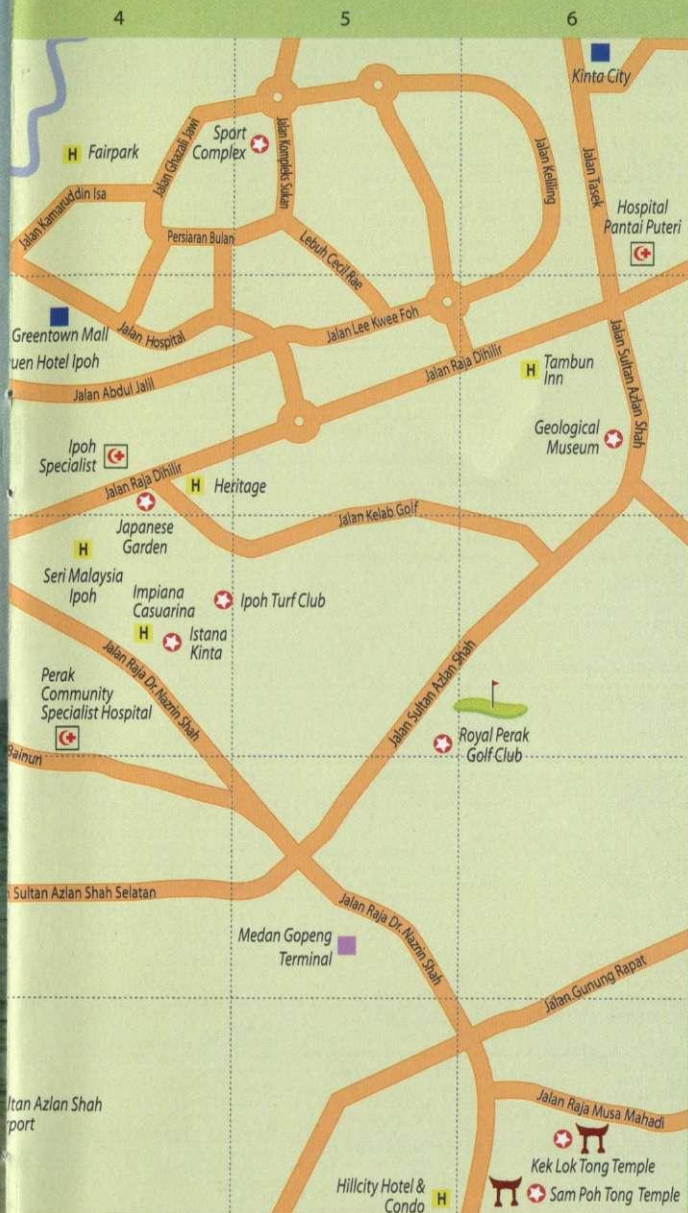 4 5 6
Kinta City
Jalan Ghazali Jawi
Sport
Complex
Jalan Kompleks Sukan
Jalan Keliling
Jalan Tasek
Fairpark
H
Jalan Kamaruddin Isa
Hospital
Pantai Puteri
Persiaran Bulan
Lebuh Cecil Rae
Greentown Mall
Jalan Hospital
Jalan Lee Kwee Foh
uen Hotel Ipoh
Jalan Raja Dihilir
H
Tambun
Inn
Jalan Sultan Azlan Shah
Jalan Abdul Jalil
Geological
Museum
Ipoh
Specialist
Jalan Raja Dihilir
H
Heritage
Japanese
Garden
Jalan Kelab Golf
H
Seri Malaysia
Ipoh
Impiana
Casuarina
H
Ipoh Turf Club
Istana
Kinta
Jalan Raja Dr. Nazrin Shah
Perak
Community
Specialist Hospital
Jalan Sultan Azlan Shah
Royal Perak
Golf Club
Bainun
Sultan Azlan Shah Selatan
Jalan Raja Dr. Nazrin Shah
Medan Gopeng
Terminal
Jalan Gunung Rapat
ltan Azlan Shah
port
Jalan Raja Musa Mahadi
Kek Lok Tong Temple
Hillcity Hotel &
Condo
H
Sam Poh Tong Temple